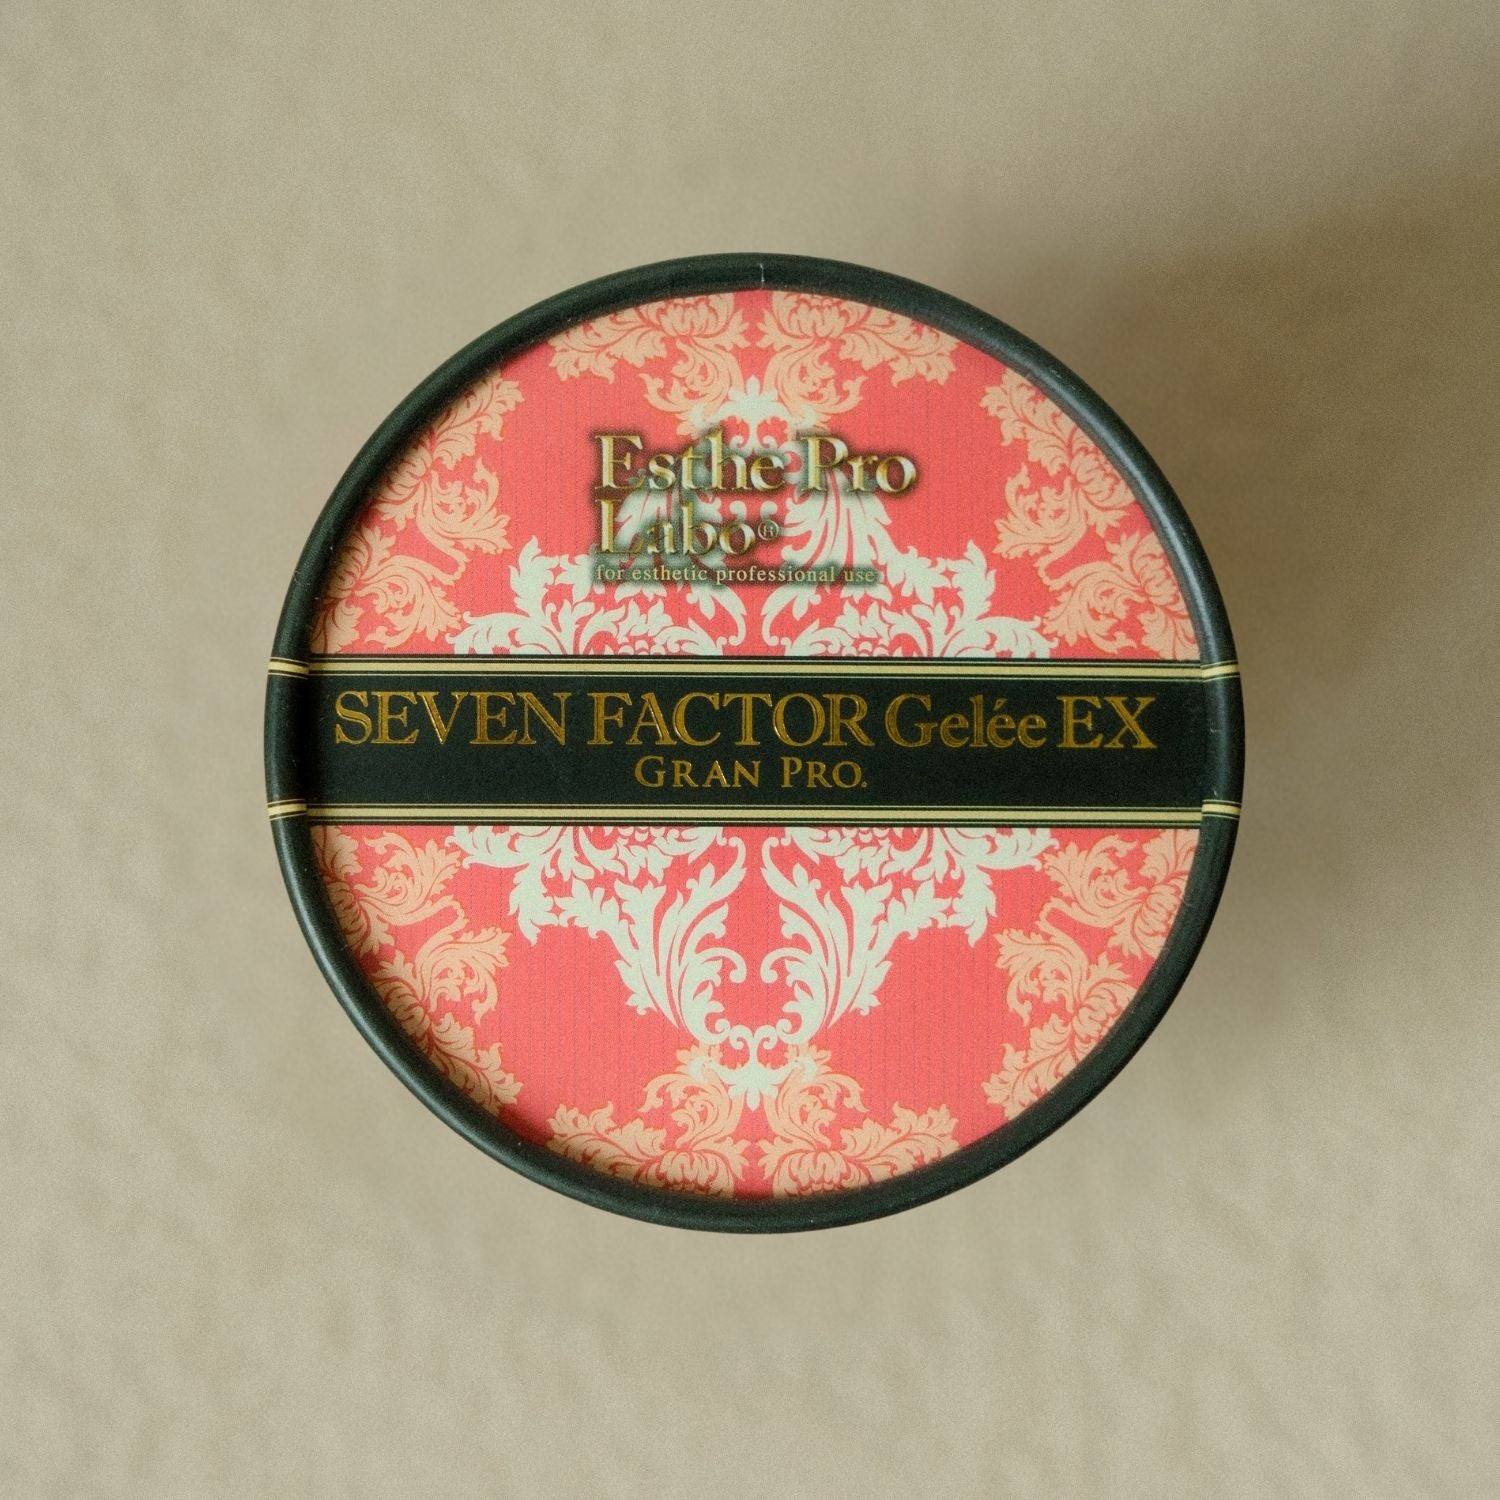 Esthe Pro
Labo®
for esthetic professional use
SEVEN FACTOR Gelée EX
GRAN PRO.